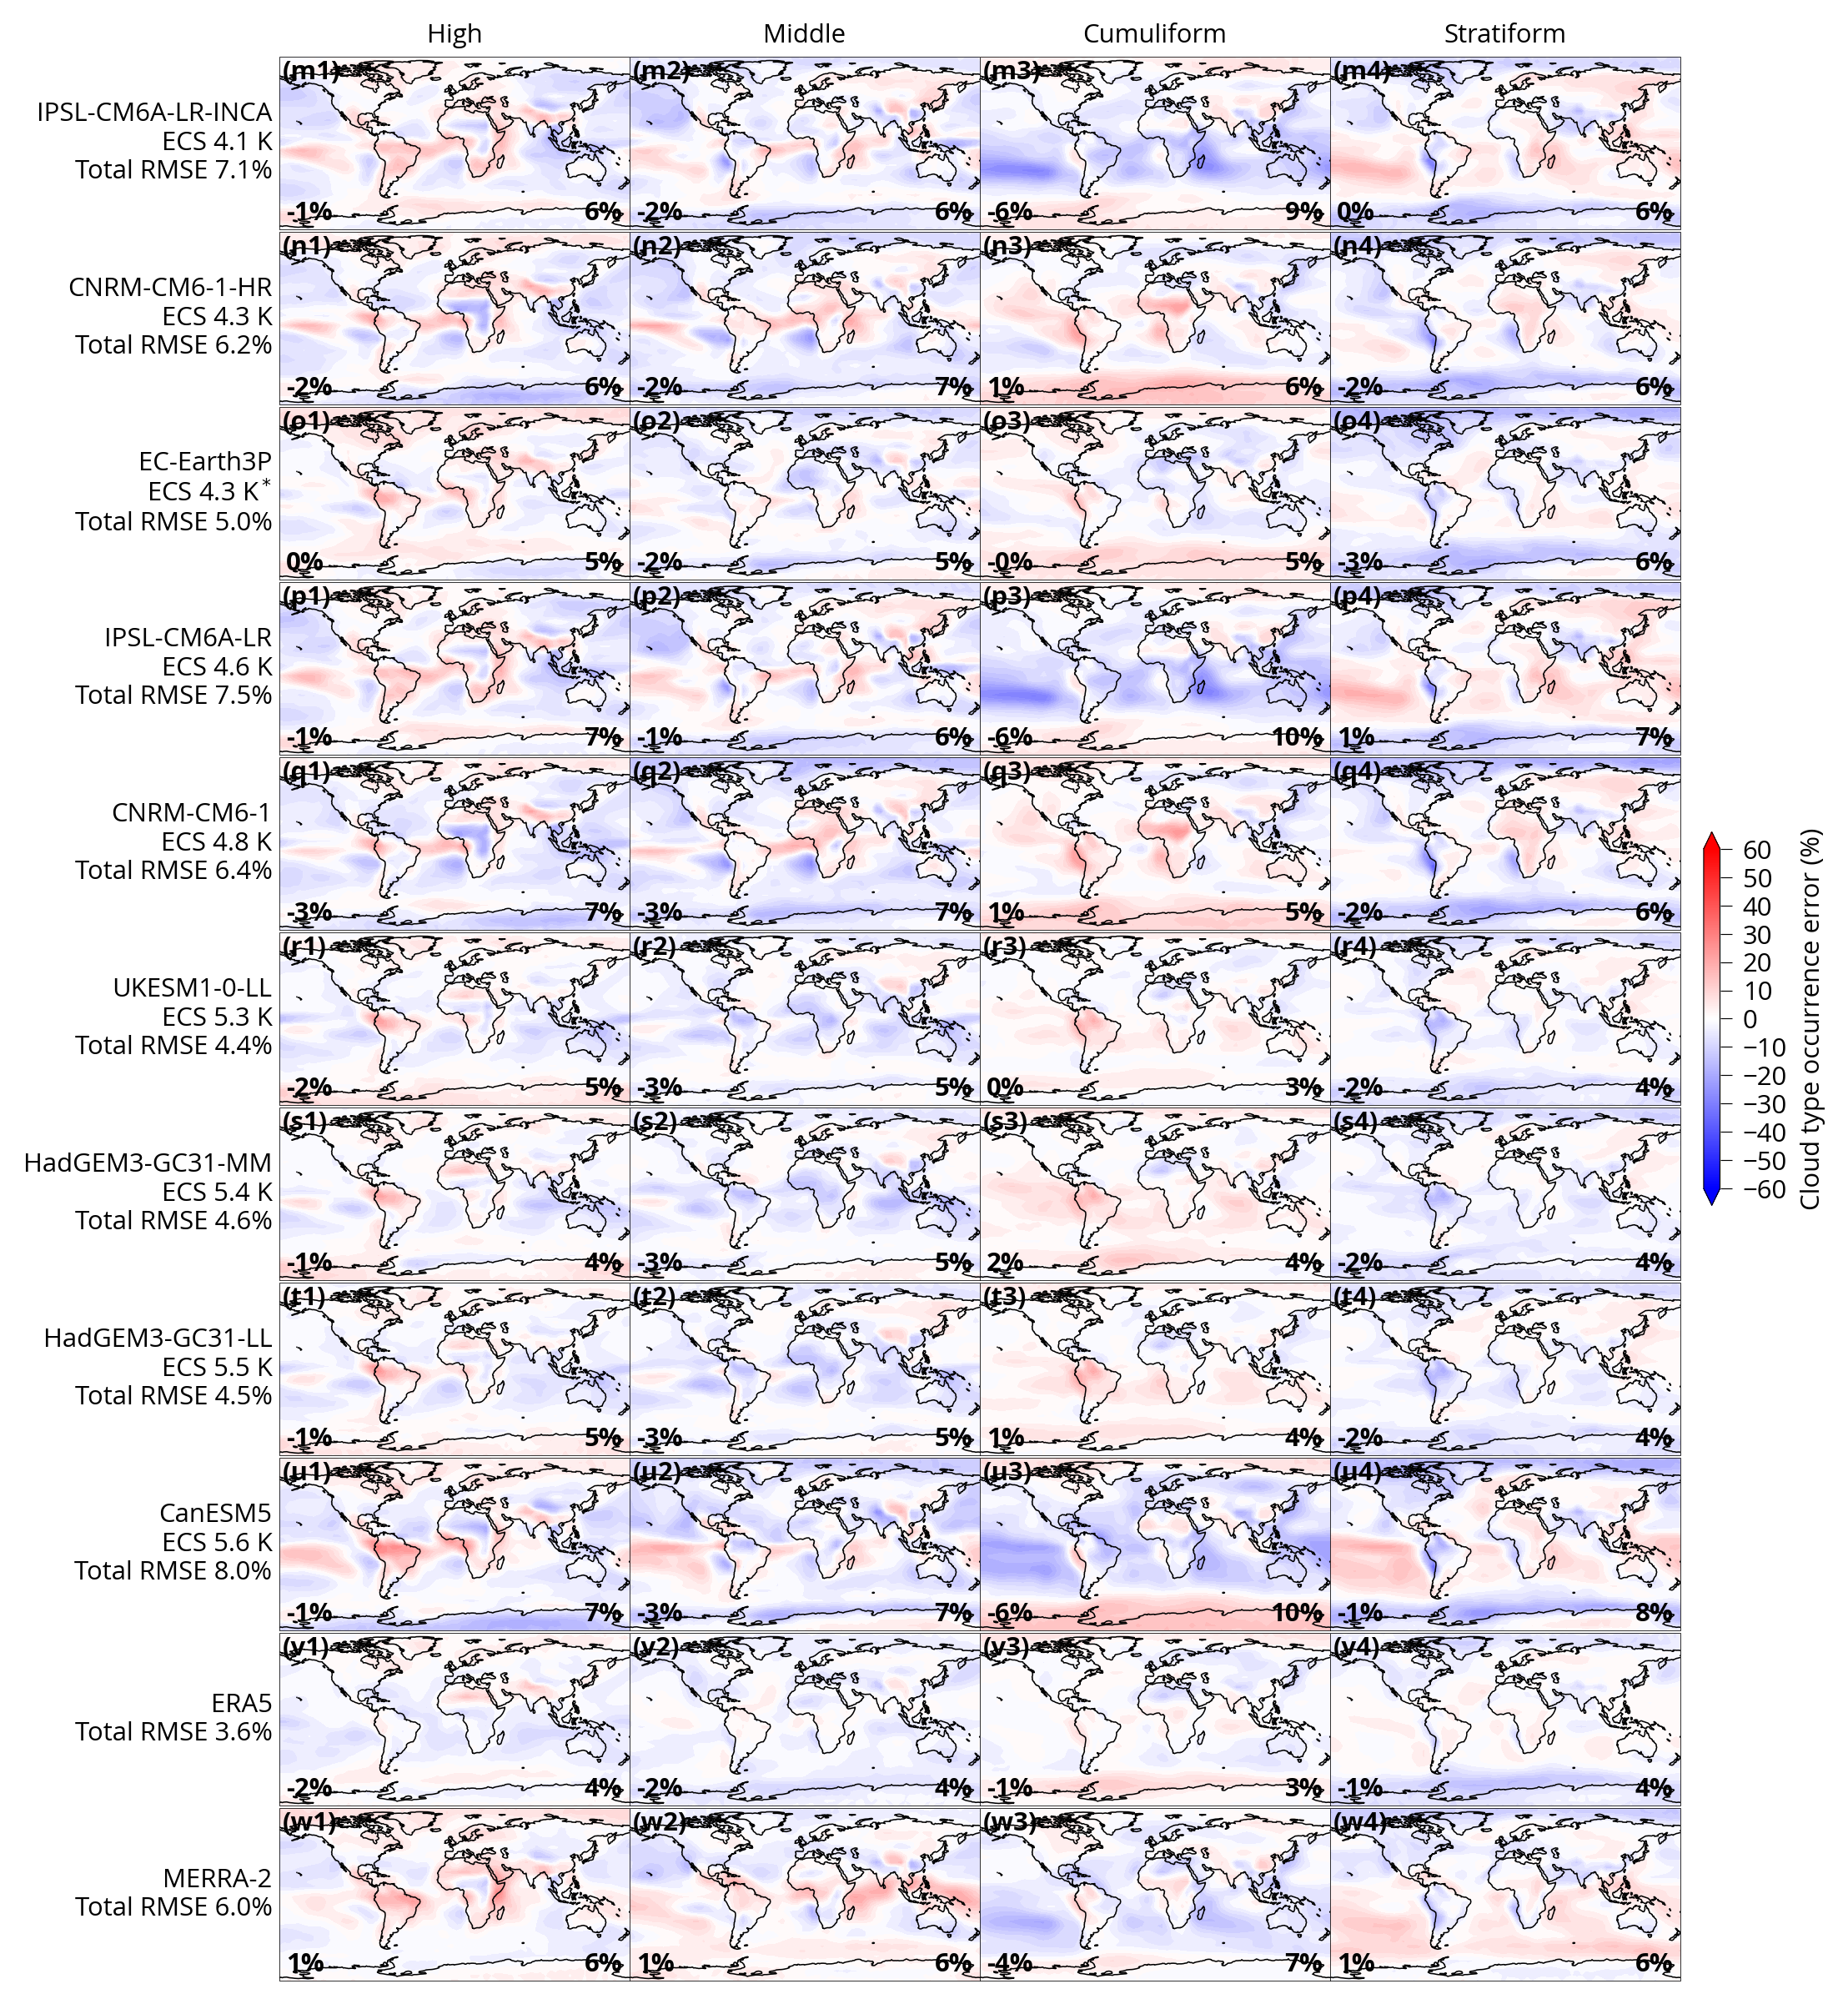 High Middle Cumuliform Stratiform
(m1) (m2) (m3) (m4)
IPSL-CM6A-LR-INCA
ECS 4.1 K
Total RMSE 7.1%
-1% 6% -2% 6% -6% 9% 0% 6%
(n1) (n2) (n3) (n4)
CNRM-CM6-1-HR
ECS 4.3 K
Total RMSE 6.2%
-2% 6% -2% 7% 1% 6% -2% 6%
(o1) (o2) (o3) (o4)
EC-Earth3P
ECS 4.3 K*
Total RMSE 5.0%
0% 5% -2% 5% -0% 5% -3% 6%
(p1) (p2) (p3) (p4)
IPSL-CM6A-LR
ECS 4.6 K
Total RMSE 7.5%
-1% 7% -1% 6% -6% 10% 1% 7%
(q1) (q2) (q3) (q4)
CNRM-CM6-1
ECS 4.8 K
Total RMSE 6.4%
-3% 7% -3% 7% 1% 5% -2% 6%
(r1) (r2) (r3) (r4)
UKESM1-0-LL
ECS 5.3 K
Total RMSE 4.4%
-2% 5% -3% 5% 0% 3% -2% 4%
(s1) (s2) (s3) (s4)
HadGEM3-GC31-MM
ECS 5.4 K
Total RMSE 4.6%
-1% 4% -3% 5% 2% 4% -2% 4%
(t1) (t2) (t3) (t4)
HadGEM3-GC31-LL
ECS 5.5 K
Total RMSE 4.5%
-1% 5% -3% 5% 1% 4% -2% 4%
(u1) (u2) (u3) (u4)
CanESM5
ECS 5.6 K
Total RMSE 8.0%
-1% 7% -3% 7% -6% 10% -1% 8%
(v1) (v2) (v3) (v4)
ERA5
Total RMSE 3.6%
-2% 4% -2% 4% -1% 3% -1% 4%
(w1) (w2) (w3) (w4)
MERRA-2
Total RMSE 6.0%
1% 6% 1% 6% -4% 7% 1% 6%
60
50
40
30
20
10
0
−10
−20
−30
−40
−50
−60
Cloud type occurrence error (%)